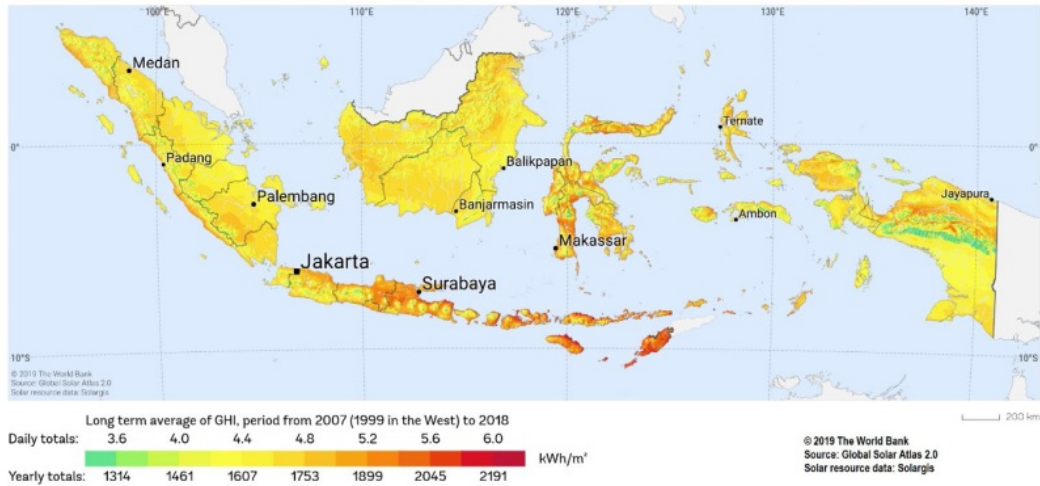 100°E 110°E 120°E 130°E 140°E
Medan
Ternate
0° 0°
Padang
Balikpapan
Palembang
Jayapura
Banjarmasin
Ambon
Makassar
Jakarta
Surabaya
10°S 10°S
© 2019 The World Bank
Source: Global Solar Atlas 2.0
Solar resource data: Solargis
Long term average of GHI, period from 2007 (1999 in the West) to 2018
200 km
Daily totals: 3.6 4.0 4.4 4.8 5.2 5.6 6.0
kWh/m²
Yearly totals: 1314 1461 1607 1753 1899 2045 2191
© 2019 The World Bank
Source: Global Solar Atlas 2.0
Solar resource data: Solargis